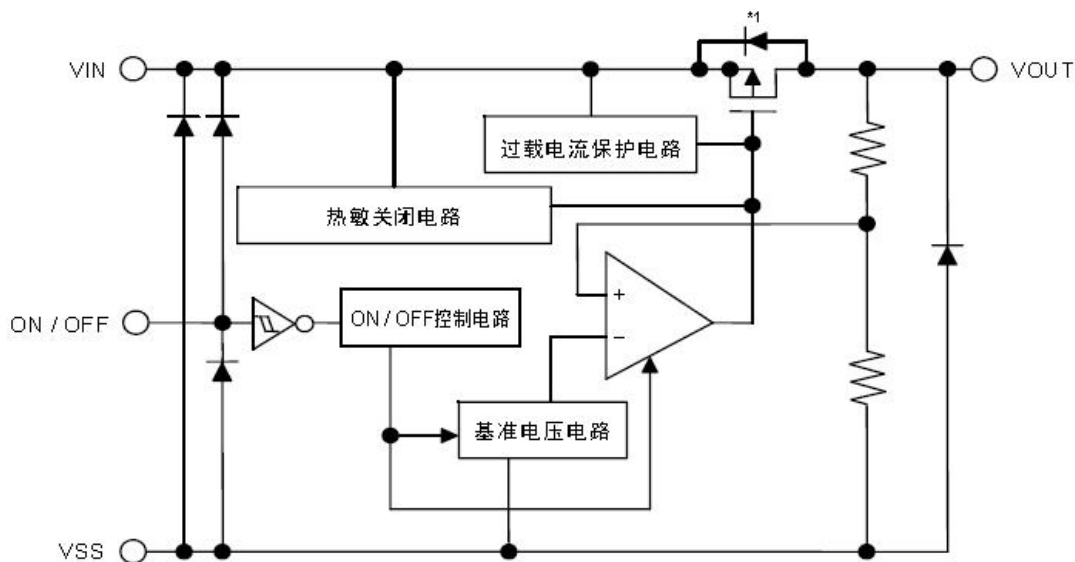 *1
VIN
VOUT
过载电流保护电路
热敏关闭电路
+
ON / OFF
ON / OFF控制电路
−
基准电压电路
VSS